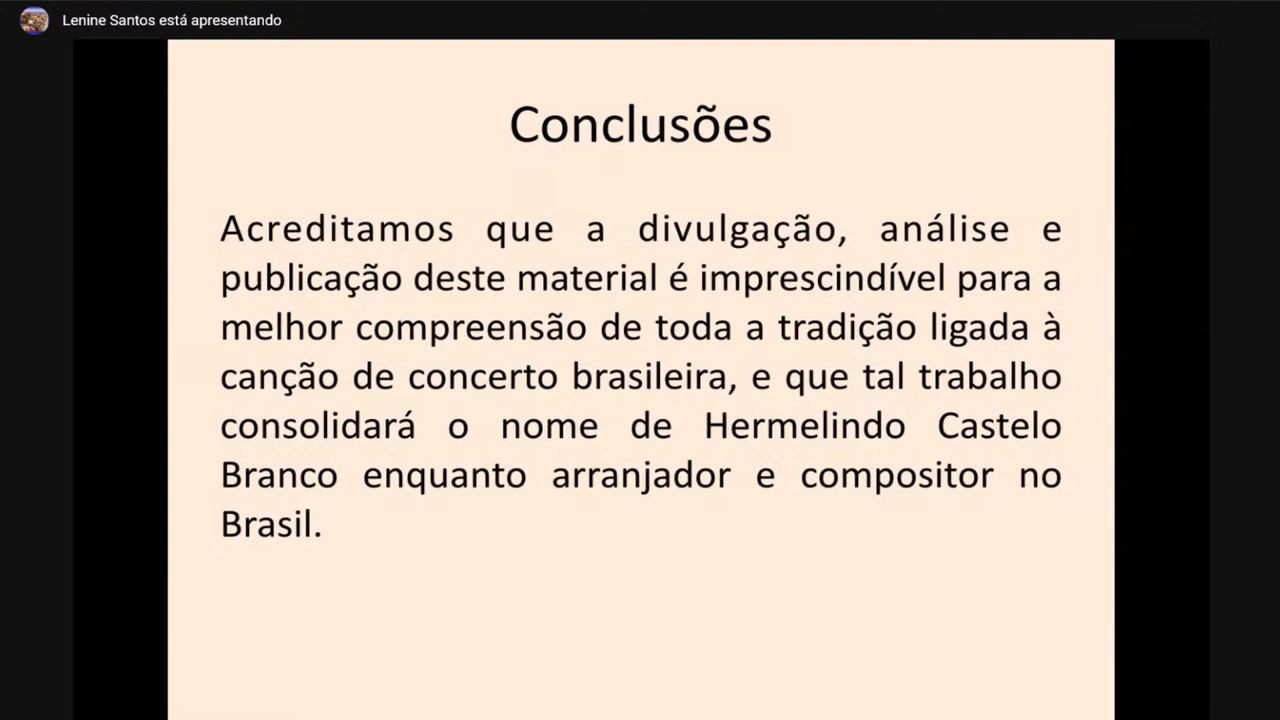 Lenine Santos está apresentando
Conclusões
Acreditamos que a divulgação, análise e
publicação deste material é imprescindível para a
melhor compreensão de toda a tradição ligada à
canção de concerto brasileira, e que tal trabalho
consolidará o nome de Hermelindo Castelo
Branco enquanto arranjador e compositor no
Brasil.